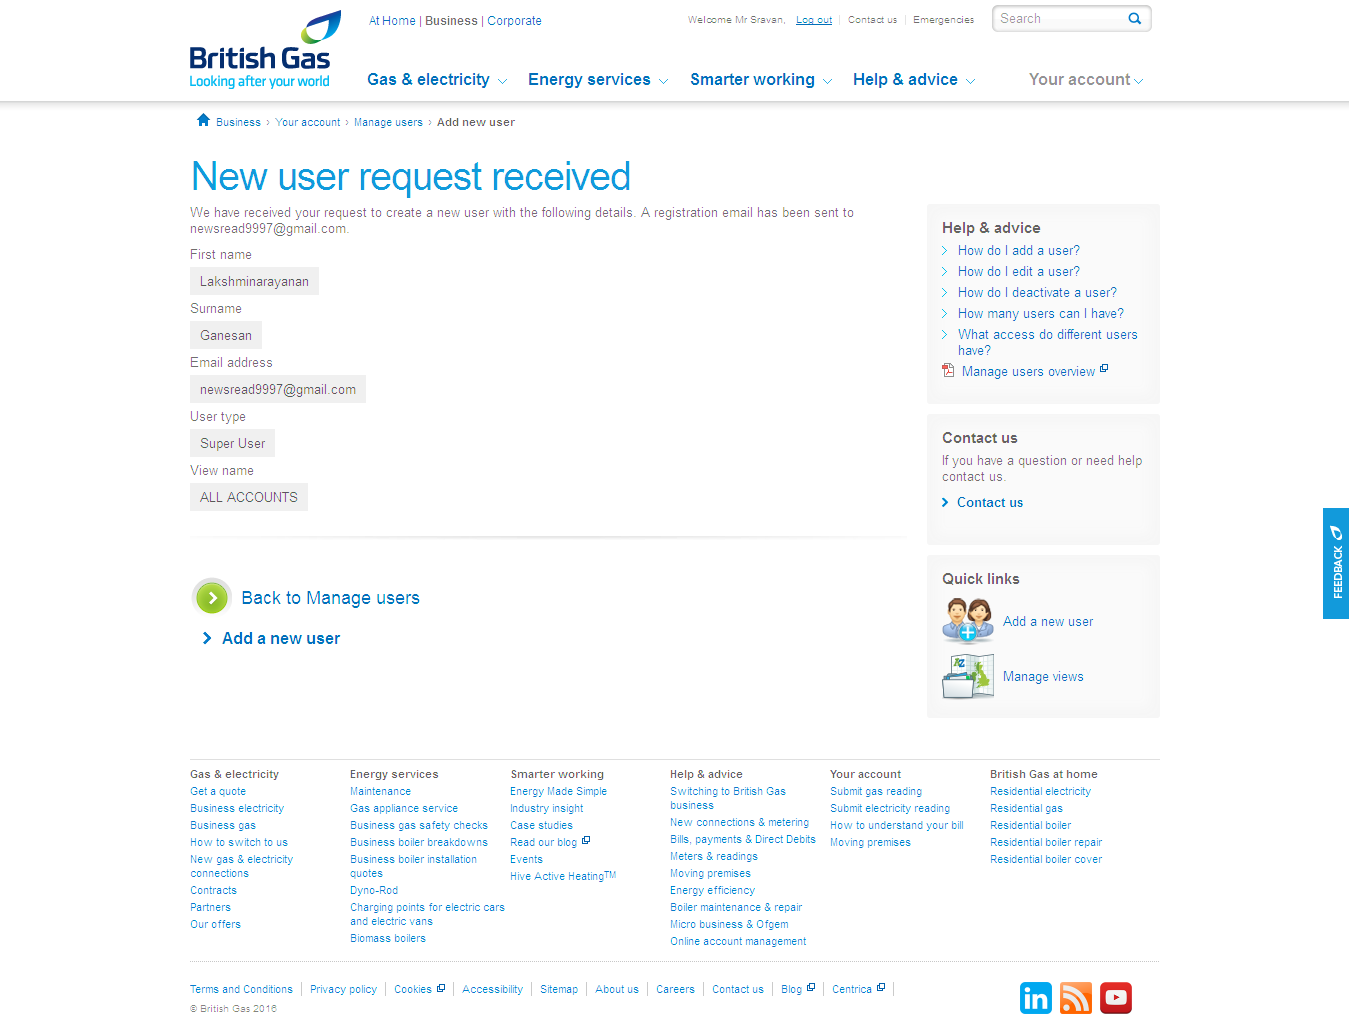 At Home | Business | Corporate
Welcome Mr Sravan, Log out Contact us Emergencies Search
British Gas
Looking after your world
Gas & electricity Energy services Smarter working Help & advice Your account
Business › Your account › Manage users › Add new user
New user request received
We have received your request to create a new user with the following details. A registration email has been sent to
newsread9997@gmail.com.
First name
Lakshminarayanan
Surname
Ganesan
Email address
newsread9997@gmail.com
User type
Super User
View name
ALL ACCOUNTS
Back to Manage users
Add a new user
Help & advice
How do I add a user?
How do I edit a user?
How do I deactivate a user?
How many users can I have?
What access do different users
have?
Manage users overview
Contact us
If you have a question or need help
contact us.
Contact us
Quick links
Add a new user
Manage views
FEEDBACK
Gas & electricity
Get a quote
Business electricity
Business gas
How to switch to us
New gas & electricity
connections
Contracts
Partners
Our offers
Energy services
Maintenance
Gas appliance service
Business gas safety checks
Business boiler breakdowns
Business boiler installation
quotes
Dyno-Rod
Charging points for electric cars
and electric vans
Biomass boilers
Smarter working
Energy Made Simple
Industry insight
Case studies
Read our blog
Events
Hive Active Heating™
Help & advice
Switching to British Gas
business
New connections & metering
Bills, payments & Direct Debits
Meters & readings
Moving premises
Energy efficiency
Boiler maintenance & repair
Micro business & Ofgem
Online account management
Your account
Submit gas reading
Submit electricity reading
How to understand your bill
Moving premises
British Gas at home
Residential electricity
Residential gas
Residential boiler
Residential boiler repair
Residential boiler cover
Terms and Conditions Privacy policy Cookies Accessibility Sitemap About us Careers Contact us Blog Centrica
© British Gas 2016
in